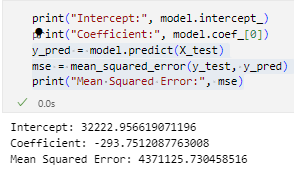 print("Intercept:", model.intercept_)
print("Coefficient:", model.coef_[0])
y_pred = model.predict(X_test)
mse = mean_squared_error(y_test, y_pred)
print("Mean Squared Error:", mse)
0.0s
Intercept: 32222.956619071196
Coefficient: -293.7512087763008
Mean Squared Error: 4371125.730458516